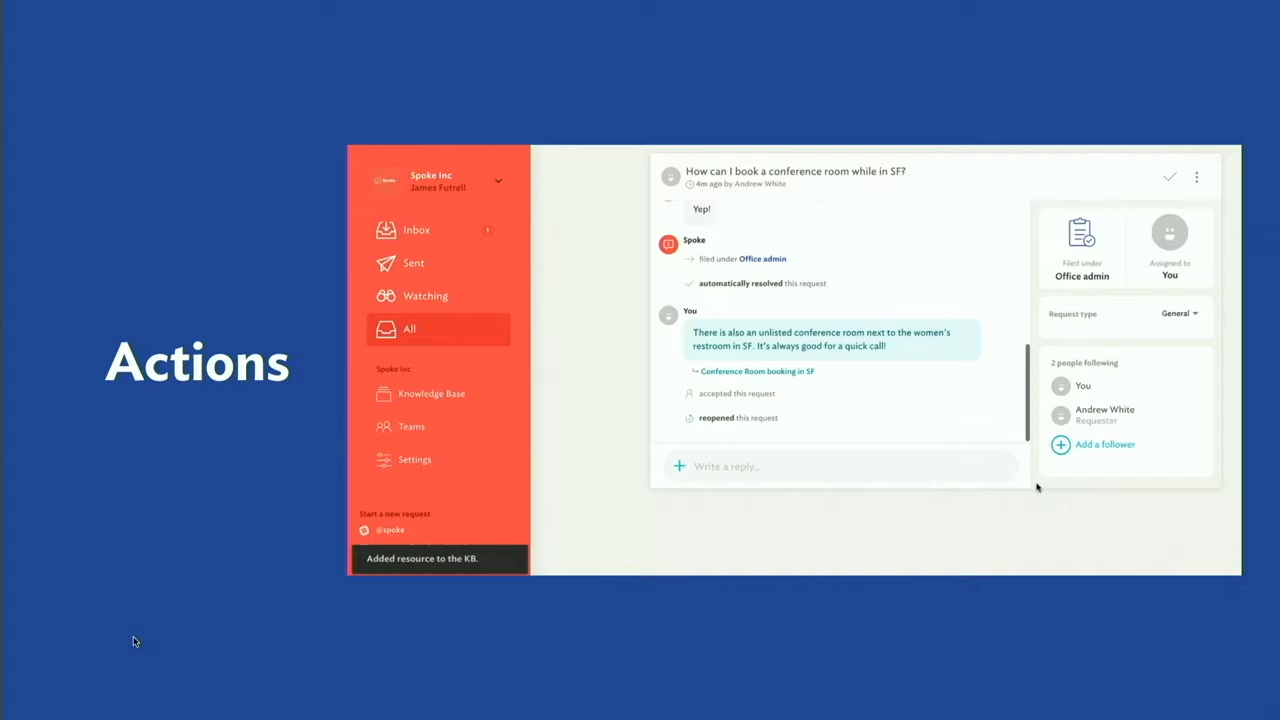 Actions
Spoke
Spoke Inc
James Futrell
Inbox
1
Sent
Watching
All
Spoke Inc
Knowledge Base
Teams
Settings
Start a new request
@spoke
Added resource to the KB.
How can I book a conference room while in SF?
4m ago by Andrew White
Yep!
Spoke
filed under Office admin
automatically resolved this request
You
There is also an unlisted conference room next to the women's
restroom in SF. It's always good for a quick call!
Conference Room booking in SF
accepted this request
reopened this request
Write a reply...
Filed under
Office admin
Assigned to
You
Request type
General
2 people following
You
Andrew White
Requester
Add a follower